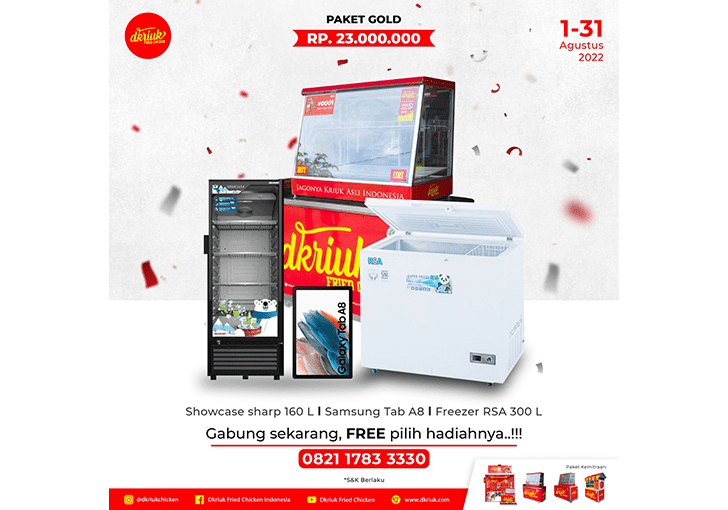 dkriuk
FRIED CHICKEN
PAKET GOLD
RP. 23.000.000
1-31
Agustus
2022
HOT
JAGONYA KRIUK ASLI INDONESIA
dkriuk
FRIED
RSA
Galaxy Tab A8
Showcase sharp 160 L I Samsung Tab A8 I Freezer RSA 300 L
Gabung sekarang, FREE pilih hadiahnya..!!!
0821 1783 3330
*S&K Berlaku
Paket Kemitraan:
@dkriukchicken
Dkriuk Fried Chicken Indonesia
Dkriuk Fried Chicken
www.dkriuk.com